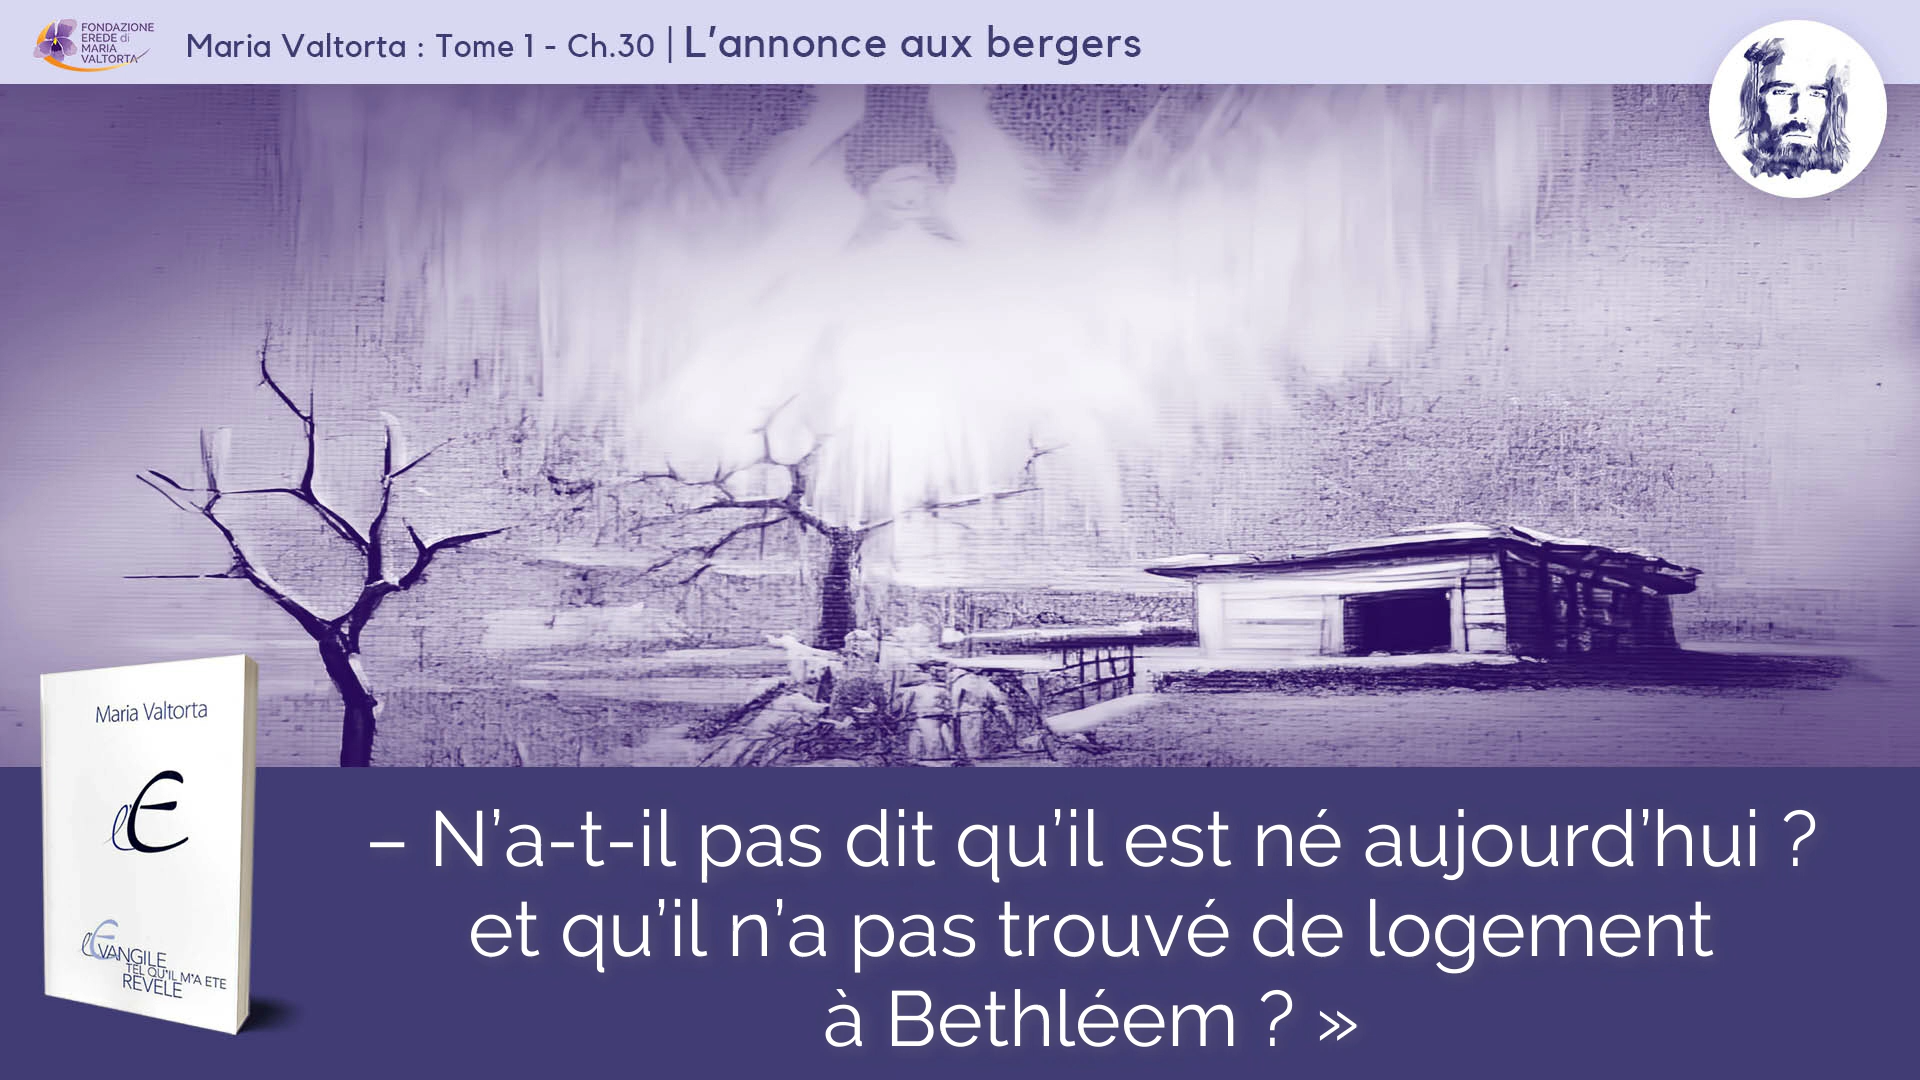 FONDAZIONE
EREDE di
MARIA
VALTORTA
Maria Valtorta : Tome 1 - Ch.30 | L’annonce aux bergers
Maria Valtorta
l'E
l'EVANGILE
TEL QU'IL M'A ETE
REVELE
– N’a-t-il pas dit qu’il est né aujourd’hui ?
et qu’il n’a pas trouvé de logement
à Bethléem ? »